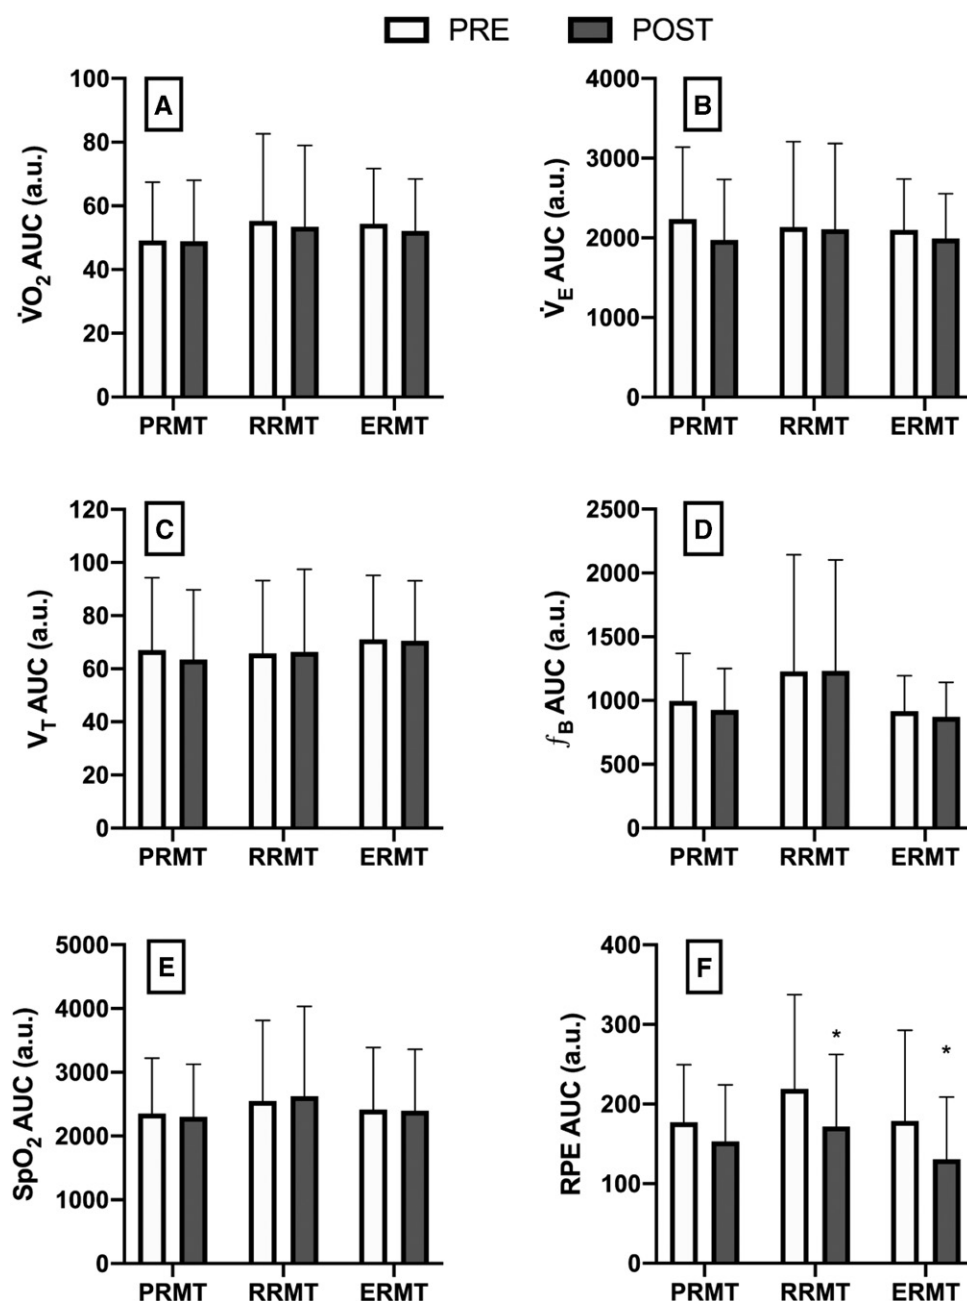 PRE POST
A
V̇O₂ AUC (a.u.)
100
80
60
40
20
0
PRMT RRMT ERMT
B
V̇E AUC (a.u.)
4000
3000
2000
1000
0
PRMT RRMT ERMT
C
VT AUC (a.u.)
120
100
80
60
40
20
0
PRMT RRMT ERMT
D
fB AUC (a.u.)
2500
2000
1500
1000
500
0
PRMT RRMT ERMT
E
SpO₂ AUC (a.u.)
5000
4000
3000
2000
1000
0
PRMT RRMT ERMT
F
RPE AUC (a.u.)
400
300
200
100
0
* *
PRMT RRMT ERMT